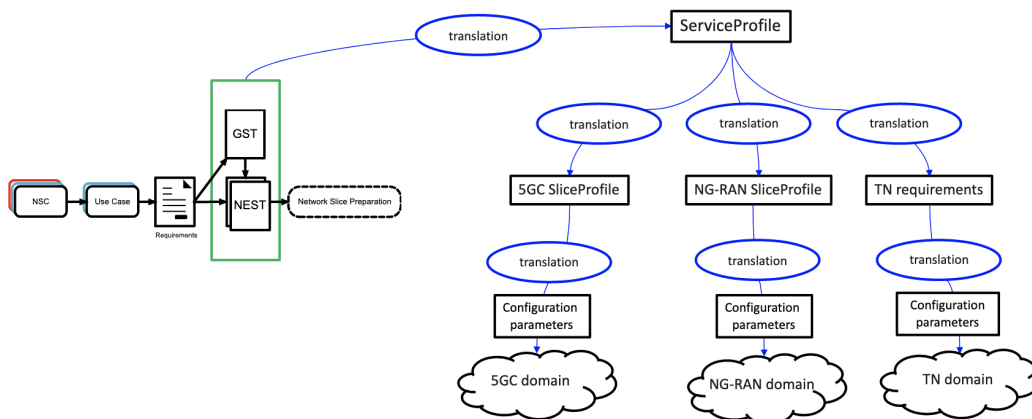 translation
ServiceProfile
GST
translation
translation
translation
NSC
Use Case
NEST
Network Slice Preparation
Requirements
5GC SliceProfile
NG-RAN SliceProfile
TN requirements
translation
translation
translation
Configuration
parameters
Configuration
parameters
Configuration
parameters
5GC domain
NG-RAN domain
TN domain